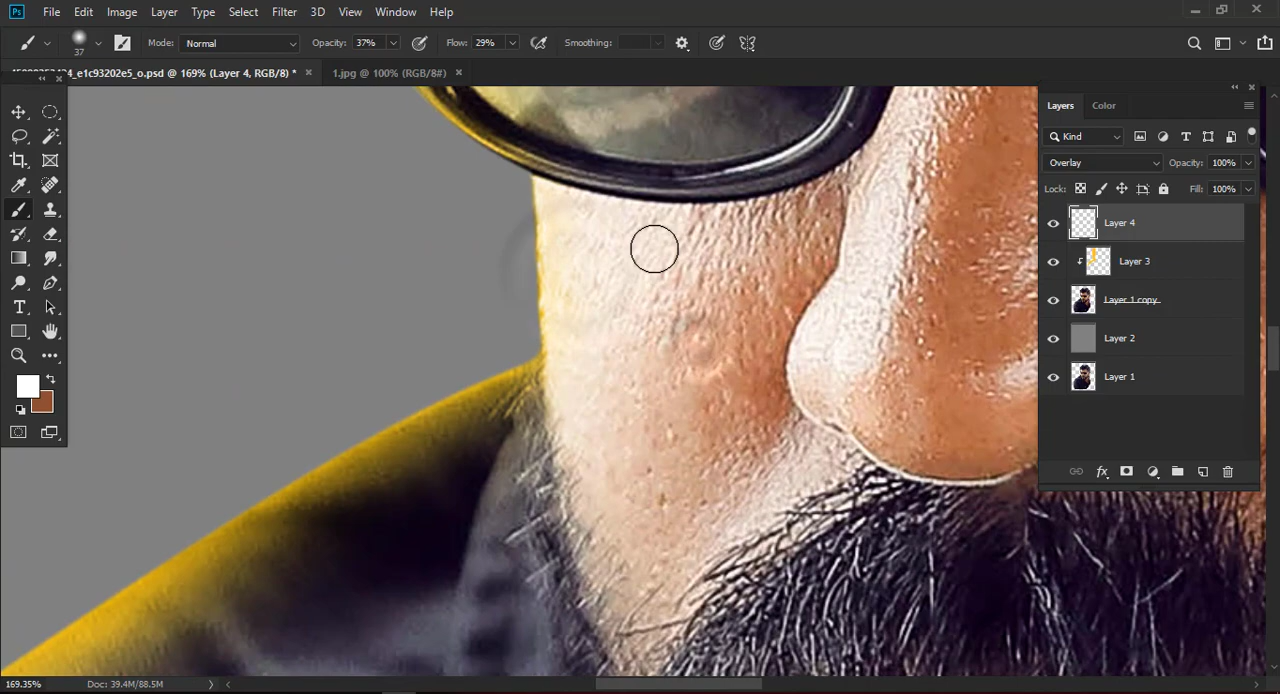 Ps File Edit Image Layer Type Select Filter 3D View Window Help
37 Mode: Normal Opacity: 37% Flow: 29% Smoothing:
_e1c93202e5_o.psd @ 169% (Layer 4, RGB/8) * 1.jpg @ 100% (RGB/8#)
Layers Color
Kind
Overlay Opacity: 100%
Lock: Fill: 100%
Layer 4
Layer 3
Layer 1 copy
Layer 2
Layer 1
fx
169.35% Doc: 39.4M/88.5M